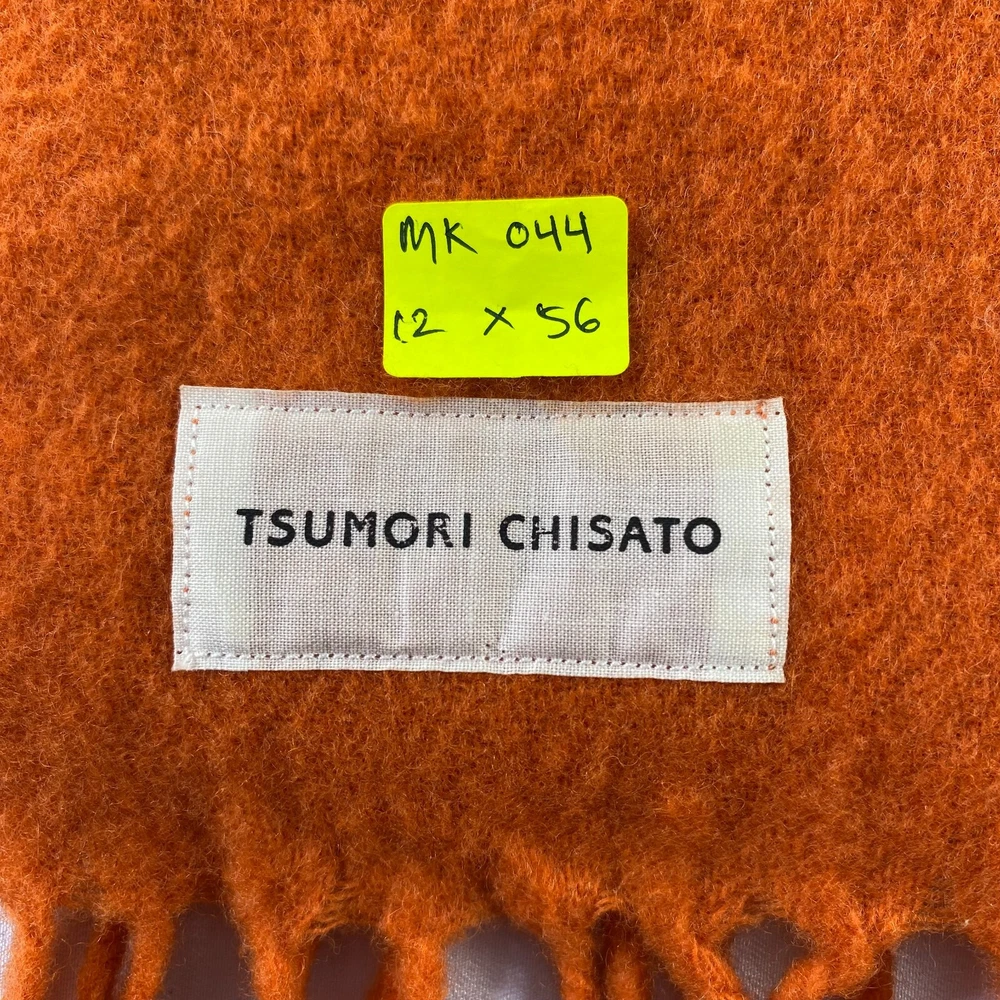 MK 044
12 x 56
TSUMORI CHISATO